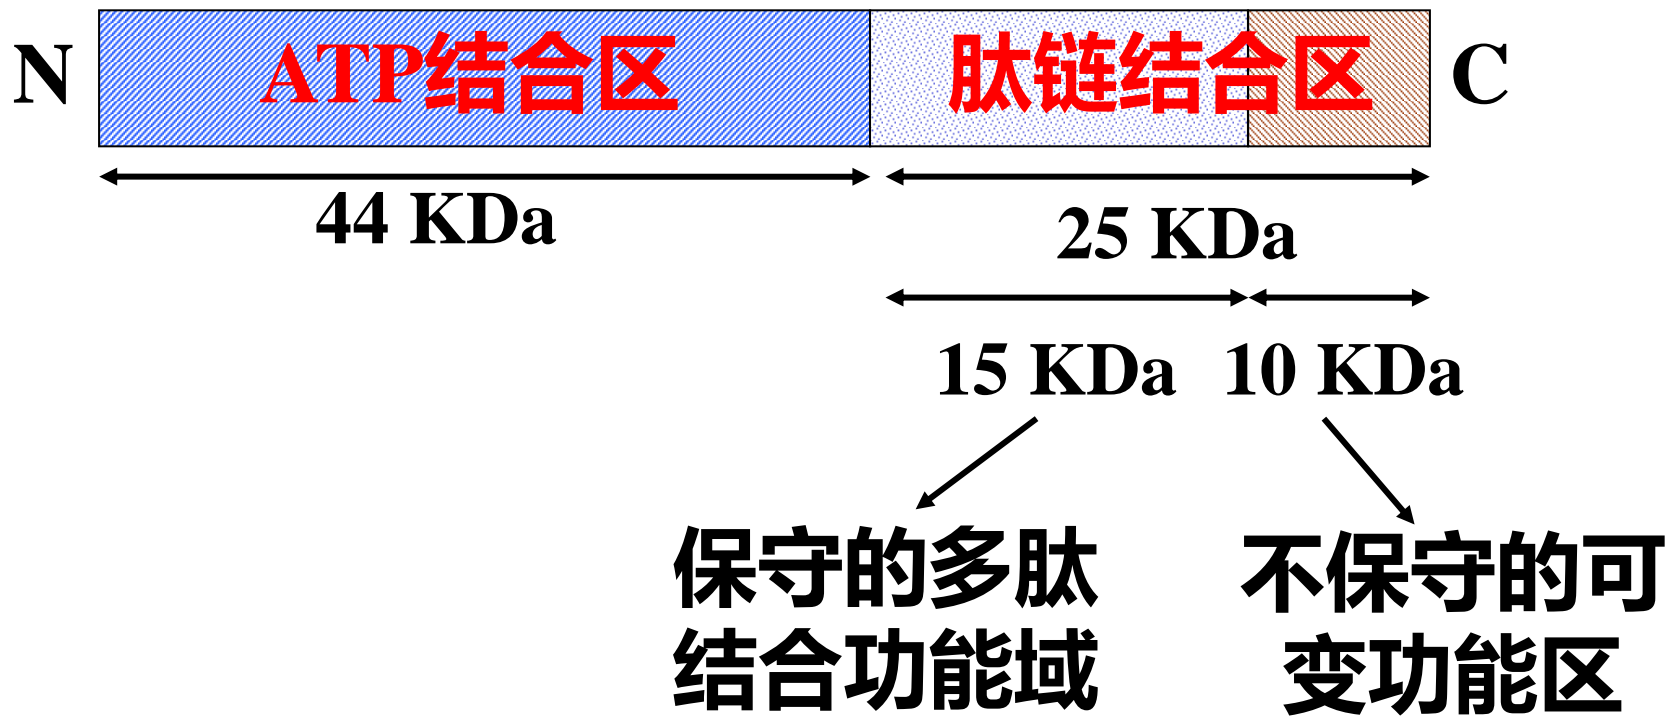 N ATP结合区 肽链结合区 C
44 KDa
25 KDa
15 KDa 10 KDa
保守的多肽
结合功能域
不保守的可
变功能区